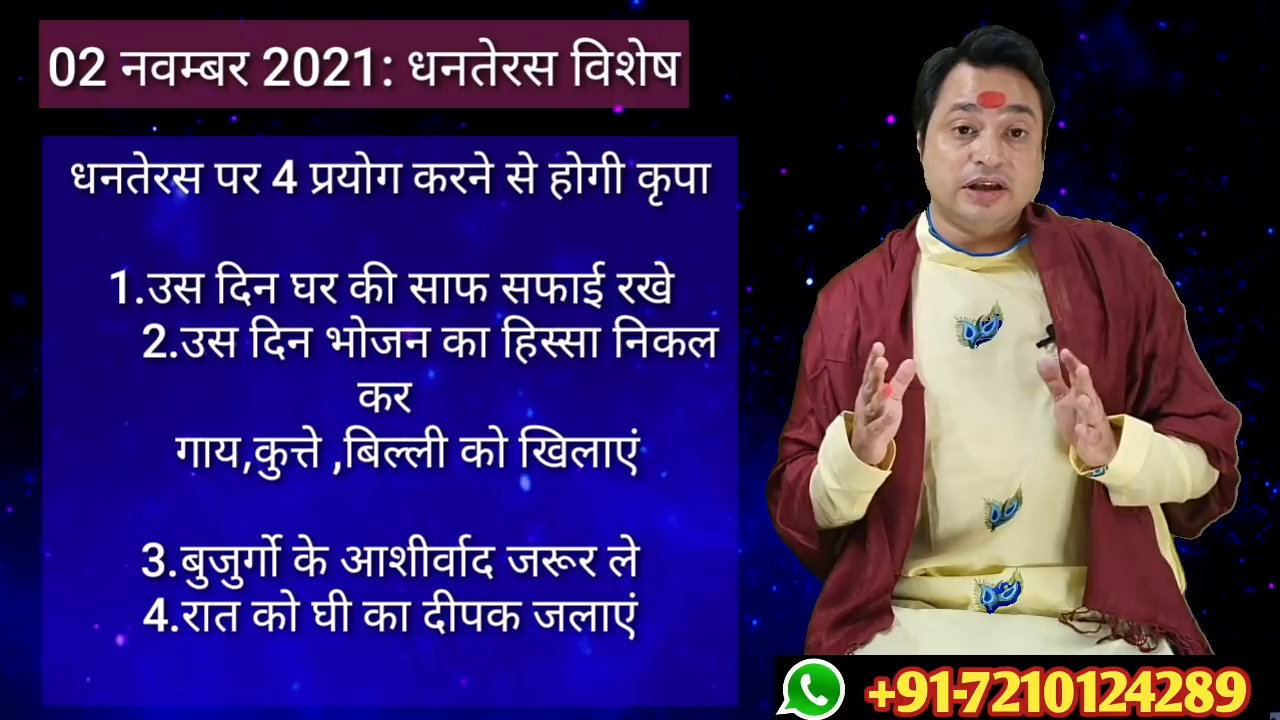 02 नवम्बर 2021: धनतेरस विशेष
धनतेरस पर 4 प्रयोग करने से होगी कृपा
1.उस दिन घर की साफ सफाई रखे
2.उस दिन भोजन का हिस्सा निकल
कर
गाय,कुत्ते ,बिल्ली को खिलाएं
3.बुजुर्गो के आशीर्वाद जरूर ले
4.रात को घी का दीपक जलाएं
+91-7210124289